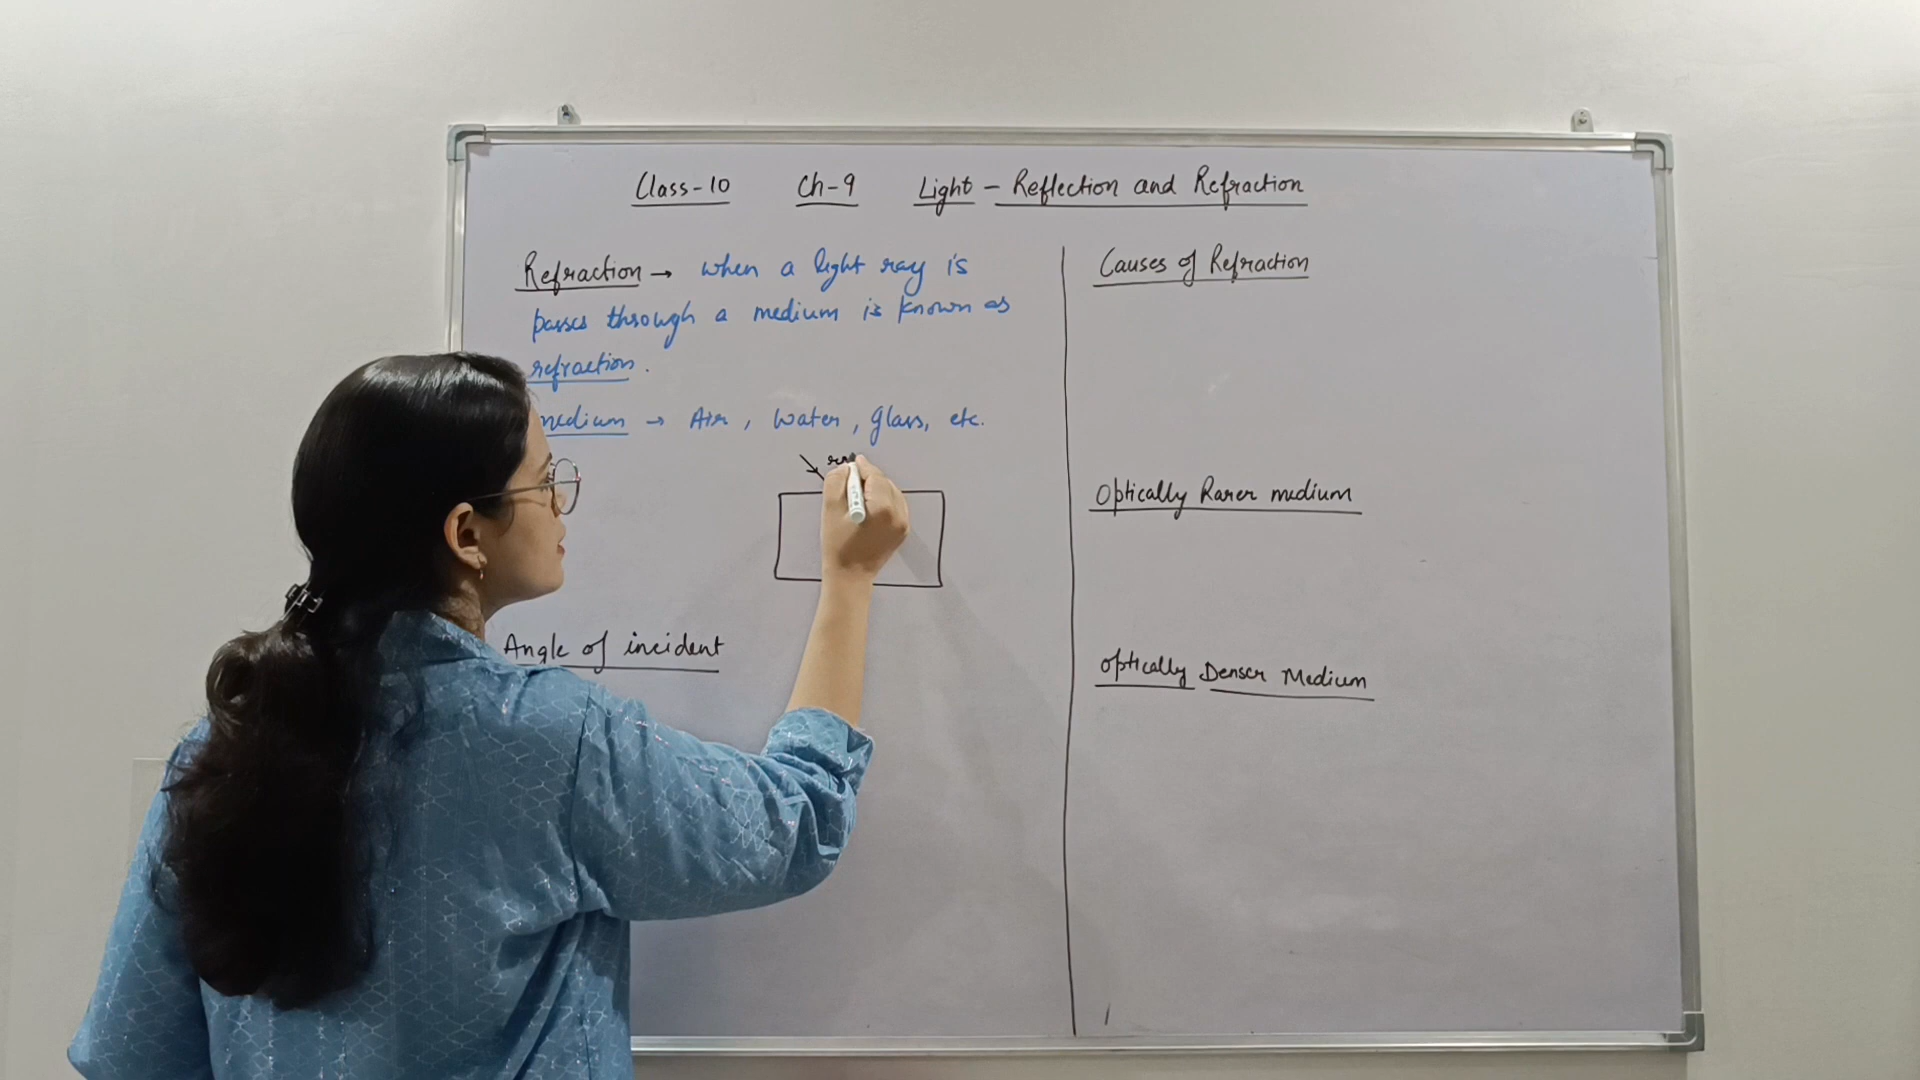 Class-10 Ch-9 Light - Reflection and Refraction
Refraction → when a light ray is
passes through a medium is known as
refraction.
medium → Air, Water, Glass, etc.
Angle of incident
Causes of Refraction
Optically Rarer medium
Optically Denser Medium